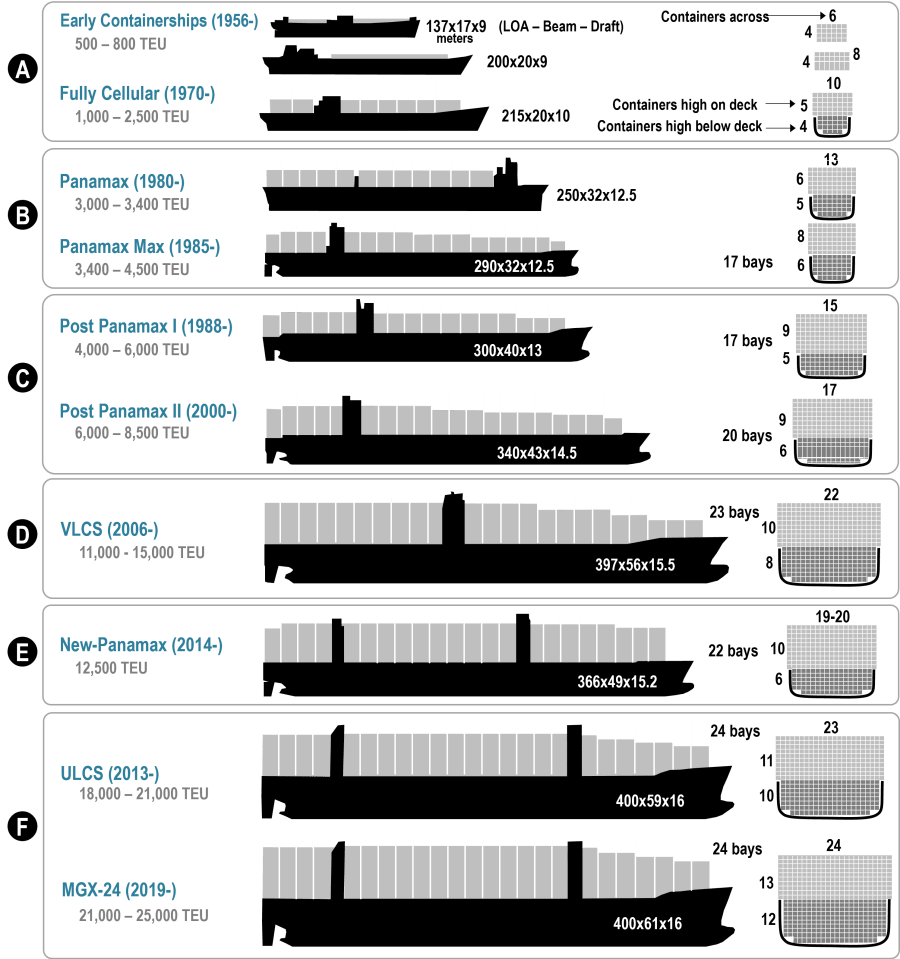 A
Early Containerships (1956-)
500 – 800 TEU
137x17x9
meters
(LOA – Beam – Draft)
Containers across
6
4
200x20x9
4
8
Fully Cellular (1970-)
1,000 – 2,500 TEU
215x20x10
10
Containers high on deck
5
Containers high below deck
4
B
Panamax (1980-)
3,000 – 3,400 TEU
250x32x12.5
13
6
5
Panamax Max (1985-)
3,400 – 4,500 TEU
290x32x12.5
17 bays
8
6
C
Post Panamax I (1988-)
4,000 – 6,000 TEU
300x40x13
17 bays
15
9
5
Post Panamax II (2000-)
6,000 – 8,500 TEU
340x43x14.5
20 bays
17
9
6
D
VLCS (2006-)
11,000 - 15,000 TEU
397x56x15.5
23 bays
22
10
8
E
New-Panamax (2014-)
12,500 TEU
366x49x15.2
22 bays
19-20
10
6
F
ULCS (2013-)
18,000 – 21,000 TEU
400x59x16
24 bays
23
11
10
MGX-24 (2019-)
21,000 – 25,000 TEU
400x61x16
24 bays
24
13
12